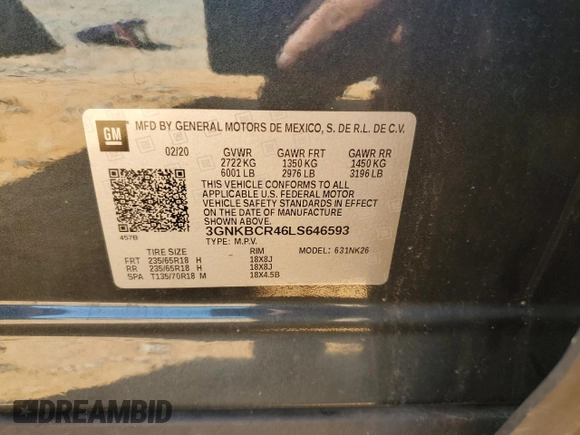 GM
MFD BY GENERAL MOTORS DE MEXICO, S. DE R.L. DE C.V.
02/20 GVWR GAWR FRT GAWR RR
2722 KG 1350 KG 1450 KG
6001 LB 2976 LB 3196 LB
THIS VEHICLE CONFORMS TO ALL
APPLICABLE U.S. FEDERAL MOTOR
VEHICLE SAFETY STANDARDS IN EFFECT
ON THE DATE OF MANUFACTURE
SHOWN ABOVE.
457B
3GNKBCR46LS646593
TYPE: M.P.V. MODEL: 631NK26
TIRE SIZE RIM
FRT 235/65R18 H 18X8J
RR 235/65R18 H 18X8J
SPA T135/70R18 M 18X4.5B
DREAMBID